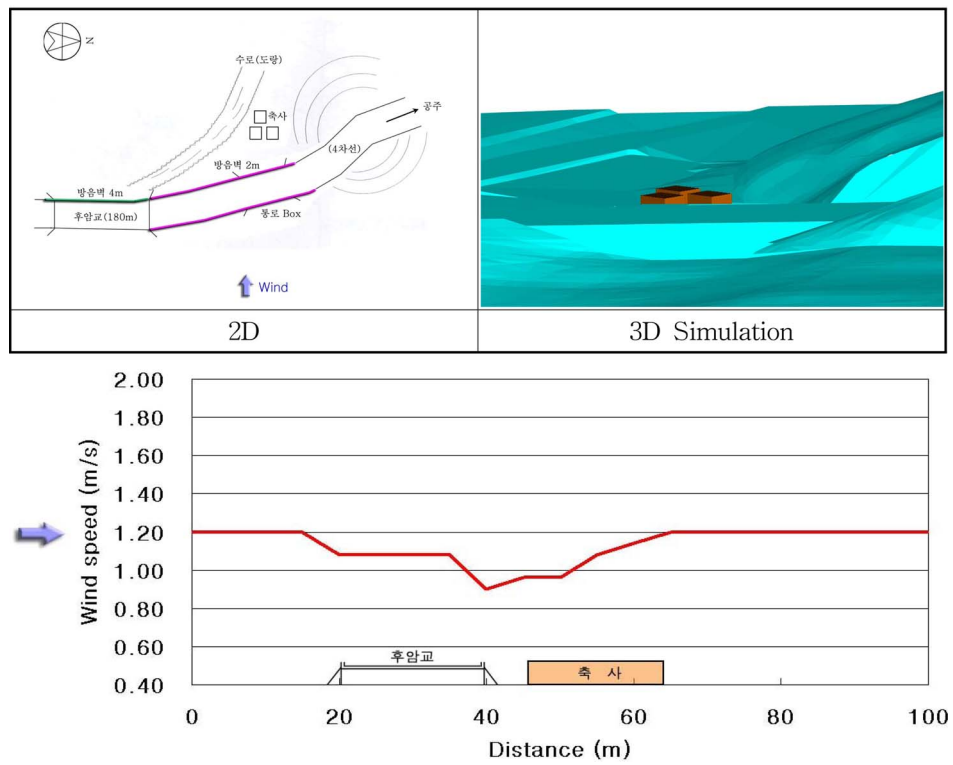 N
수로(도랑)
공주
축사
(4차선)
방음벽 2m
방음벽 4m
후암교(180m)
통로 Box
Wind
2D
3D Simulation
2.00
1.80
1.60
1.40
1.20
1.00
0.80
0.60
0.40
Wind speed (m/s)
후암교
축 사
0 20 40 60 80 100
Distance (m)